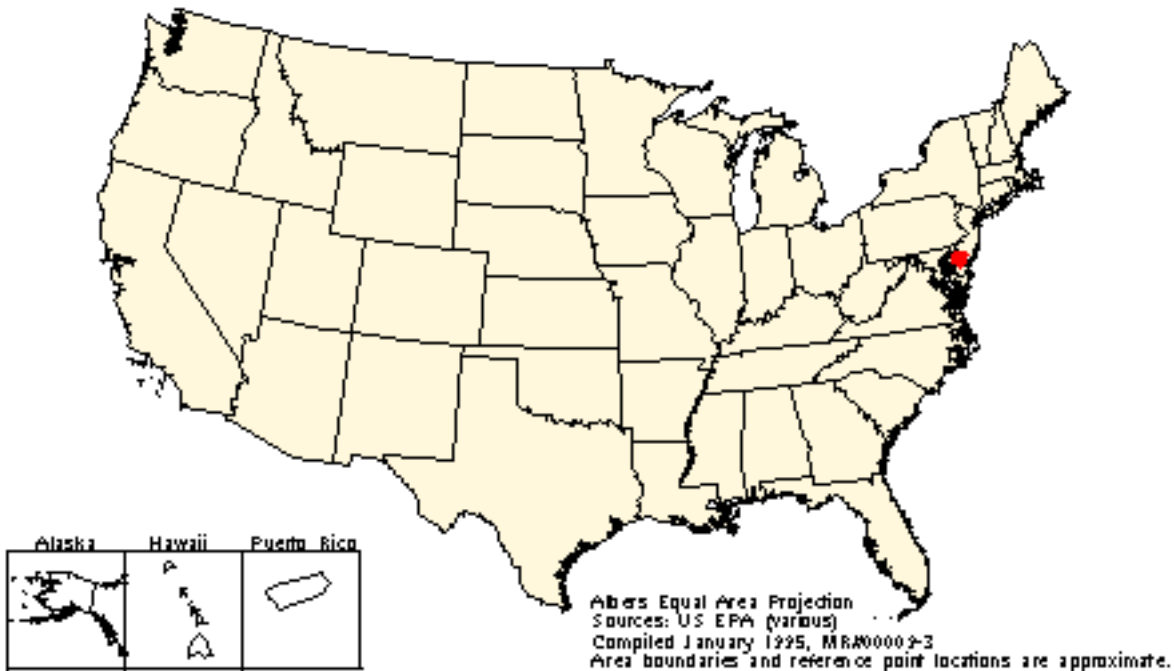 Alaska Hawaii Puerto Rico
Albers Equal Area Projection
Sources: US EPA (various)
Compiled January 1995, MR#00009-3
Area boundaries and reference point locations are approximate.